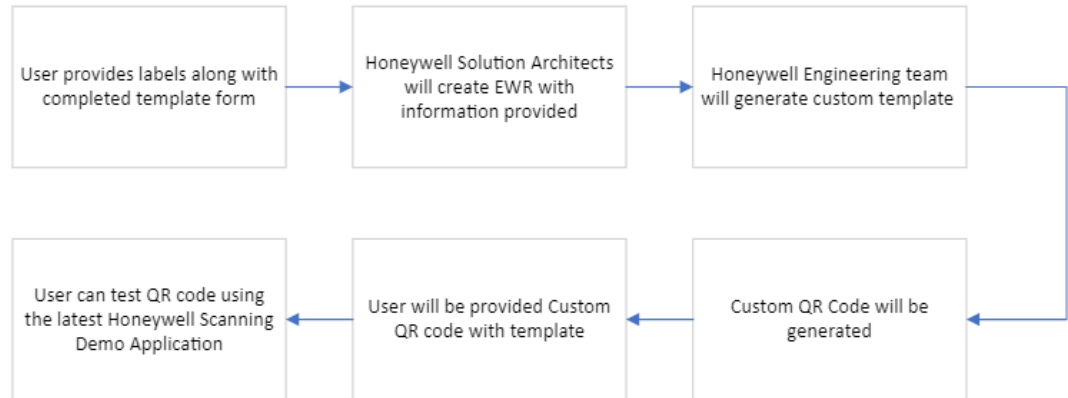 User provides labels along with
completed template form
Honeywell Solution Architects
will create EWR with
information provided
Honeywell Engineering team
will generate custom template
Custom QR Code will be
generated
User will be provided Custom
QR code with template
User can test QR code using
the latest Honeywell Scanning
Demo Application